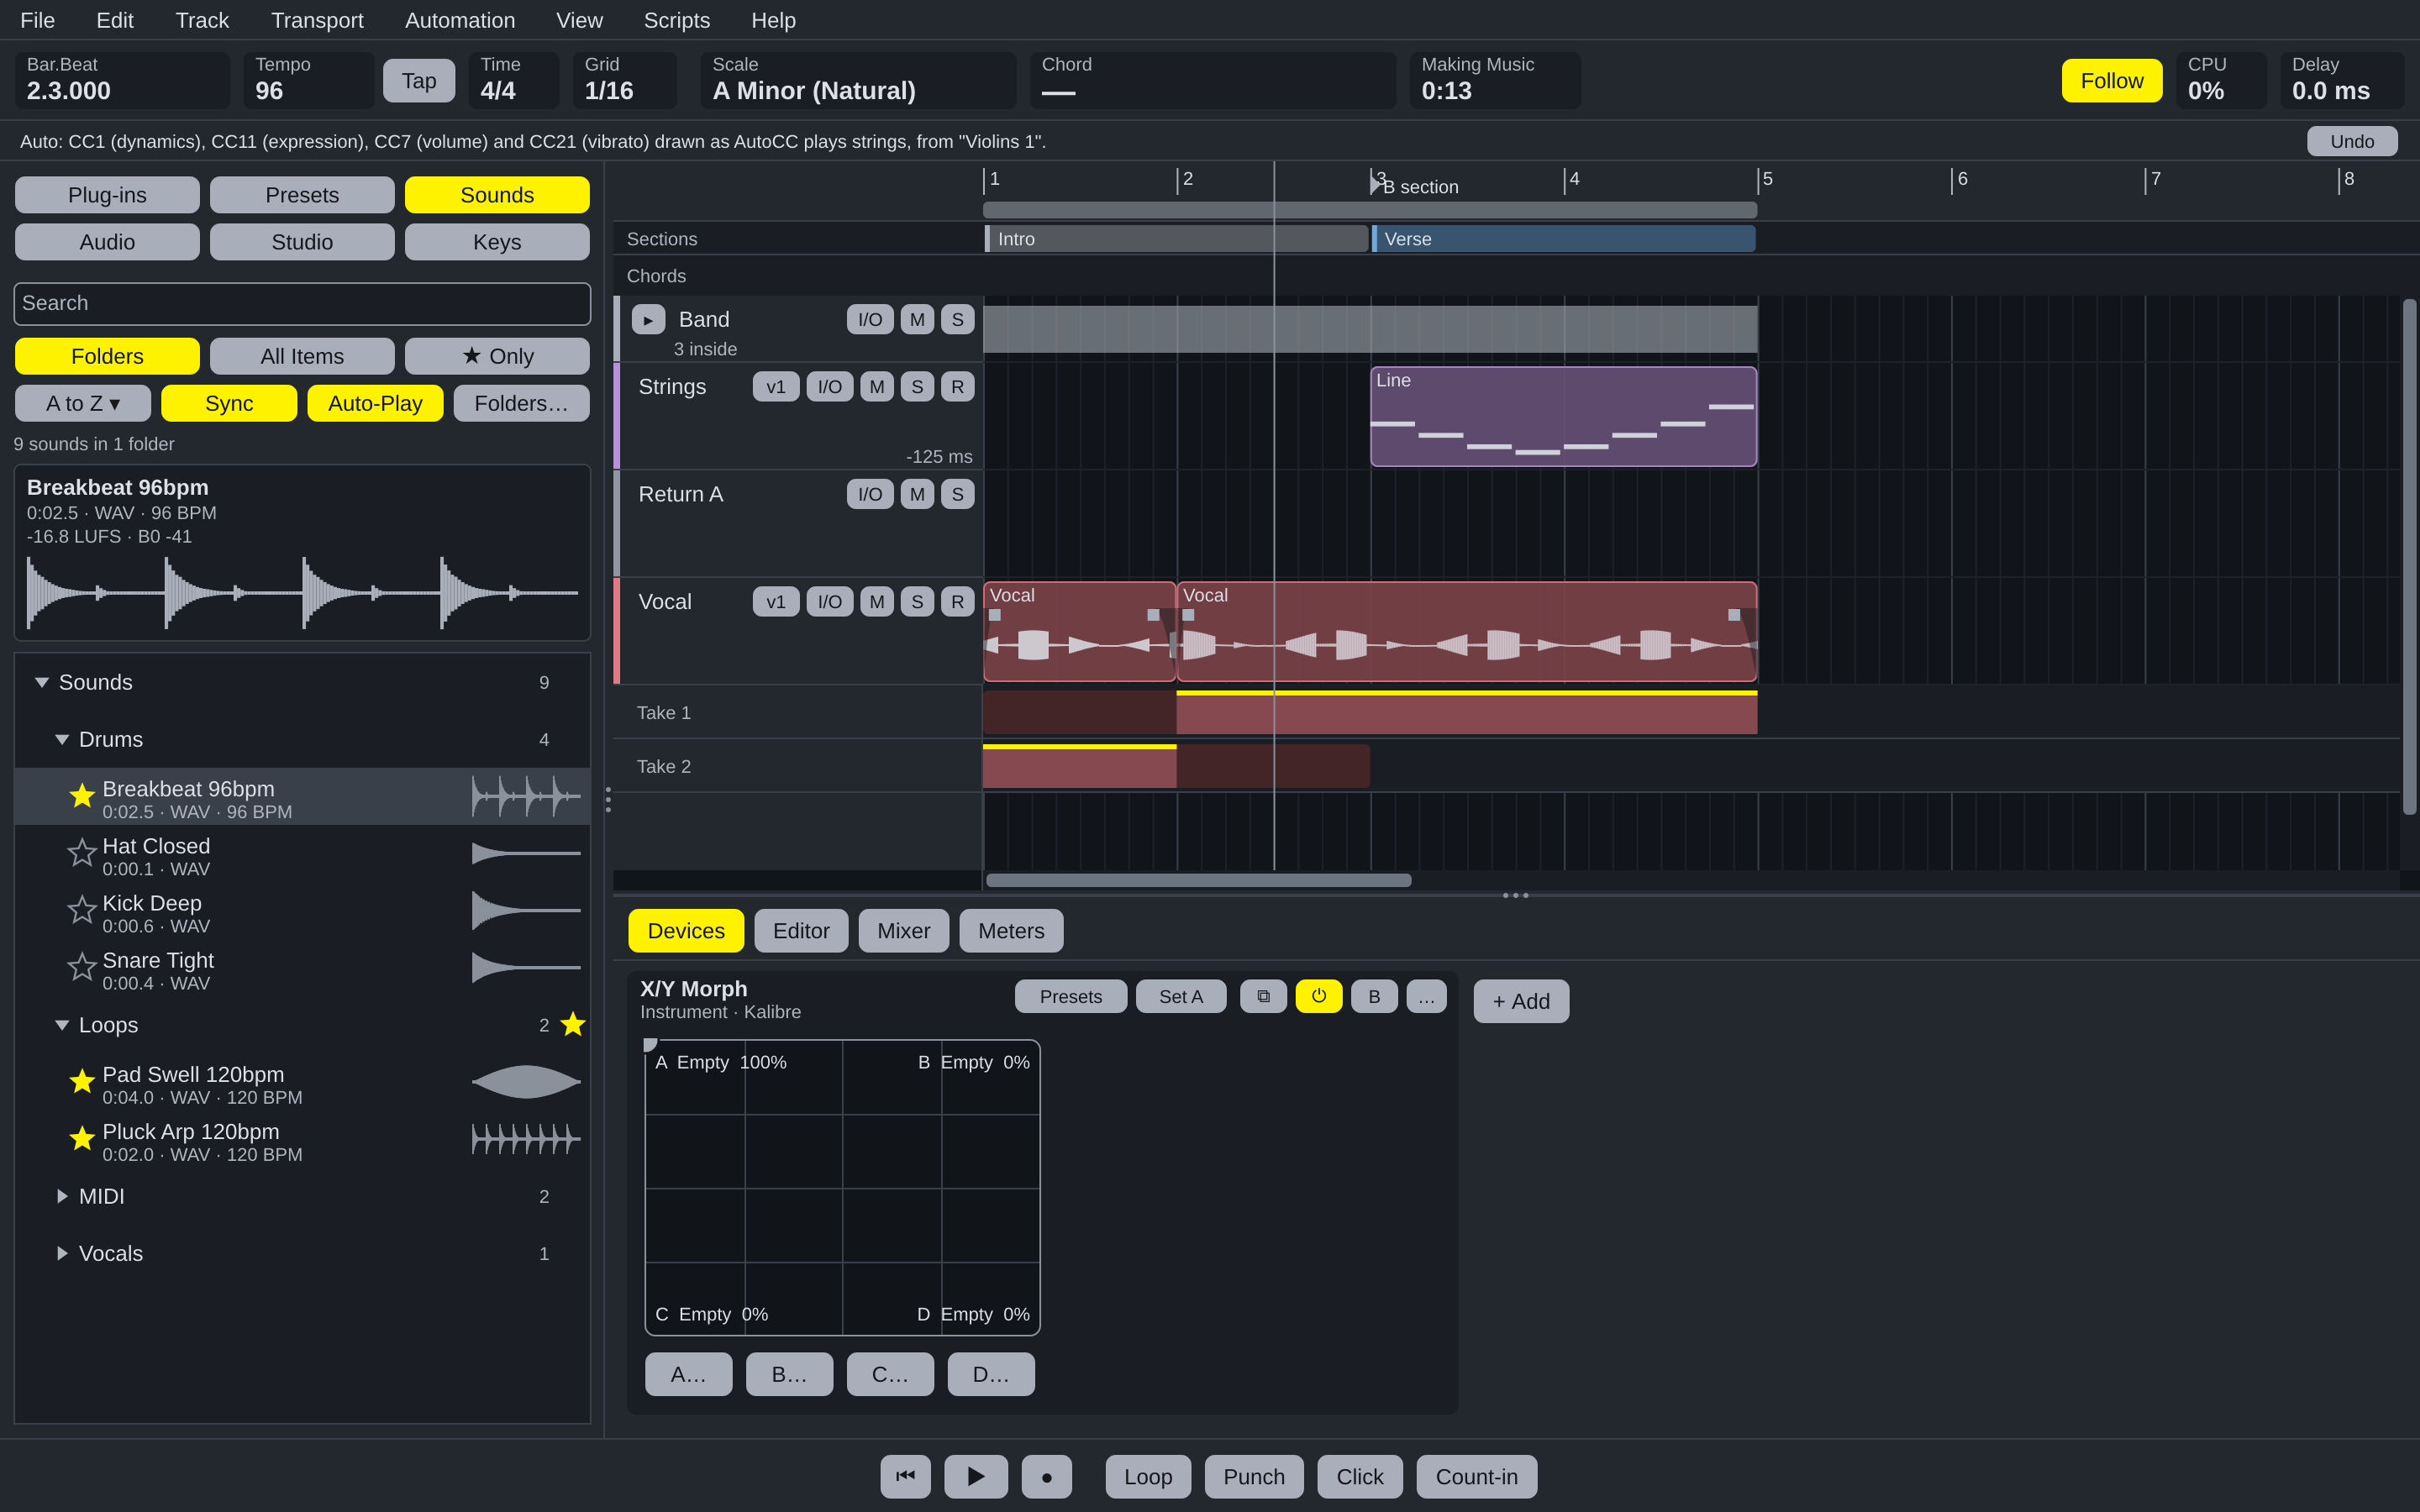 File Edit Track Transport Automation View Scripts Help
Bar.Beat Tempo Time Grid Scale Chord Making Music CPU Delay
2.3.000 96 Tap 4/4 1/16 A Minor (Natural) — 0:13 Follow 0% 0.0 ms
Auto: CC1 (dynamics), CC11 (expression), CC7 (volume) and CC21 (vibrato) drawn as AutoCC plays strings, from "Violins 1". Undo
Plug-ins Presets Sounds
Audio Studio Keys
Search
Folders All Items ★ Only
A to Z ▾ Sync Auto-Play Folders…
9 sounds in 1 folder
Breakbeat 96bpm
0:02.5 · WAV · 96 BPM
-16.8 LUFS · B0 -41
Sounds 9
Drums 4
Breakbeat 96bpm
0:02.5 · WAV · 96 BPM
Hat Closed
0:00.1 · WAV
Kick Deep
0:00.6 · WAV
Snare Tight
0:00.4 · WAV
Loops 2
Pad Swell 120bpm
0:04.0 · WAV · 120 BPM
Pluck Arp 120bpm
0:02.0 · WAV · 120 BPM
MIDI 2
Vocals 1
1 2 3 4 5 6 7 8
B section
Sections Intro Verse
Chords
Band I/O M S
3 inside
Strings v1 I/O M S R
-125 ms
Line
Return A I/O M S
Vocal v1 I/O M S R
Vocal Vocal
Take 1
Take 2
Devices Editor Mixer Meters
X/Y Morph
Instrument · Kalibre
Presets Set A B …
+ Add
A Empty 100% B Empty 0%
C Empty 0% D Empty 0%
A… B… C… D…
Loop Punch Click Count-in